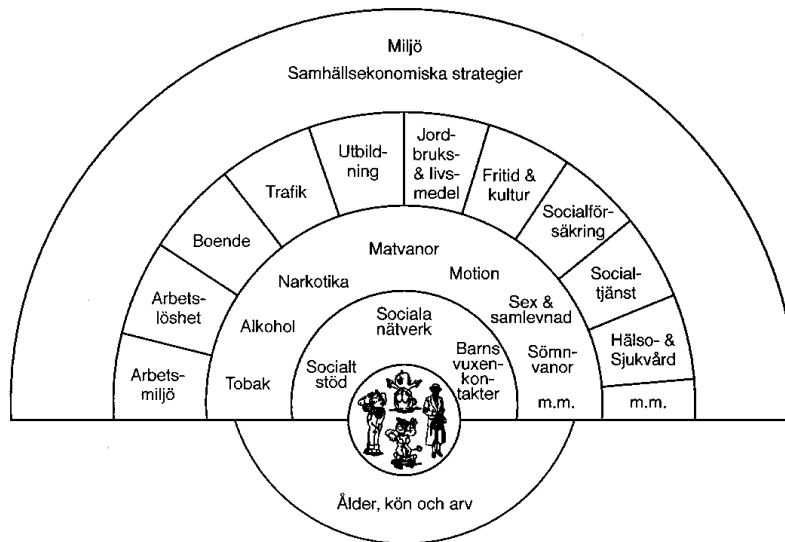 Miljö
Samhällsekonomiska strategier
Arbets-
miljö
Arbets-
löshet
Boende
Trafik
Utbild-
ning
Jord-
bruks-
& livs-
medel
Fritid &
kultur
Socialför-
säkring
Social-
tjänst
Hälso- &
Sjukvård
m.m.
Tobak
Alkohol
Narkotika
Matvanor
Motion
Sex &
samlevnad
Sömn-
vanor
m.m.
Socialt
stöd
Sociala
nätverk
Barns
vuxen-
kon-
takter
Ålder, kön och arv